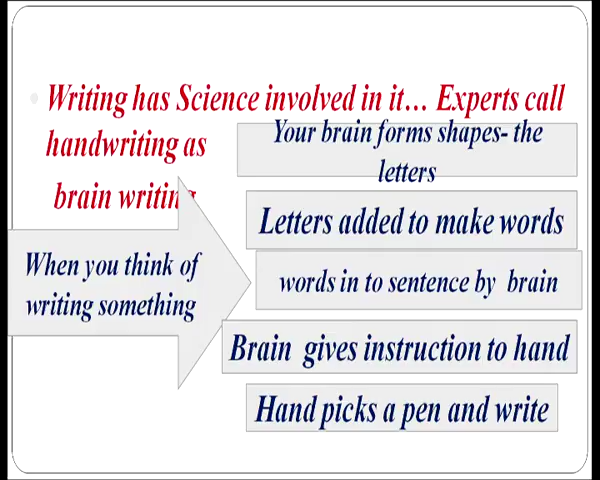 Writing has Science involved in it… Experts call
handwriting as
brain writing
When you think of
writing something
Your brain forms shapes- the
letters
Letters added to make words
words in to sentence by brain
Brain gives instruction to hand
Hand picks a pen and write